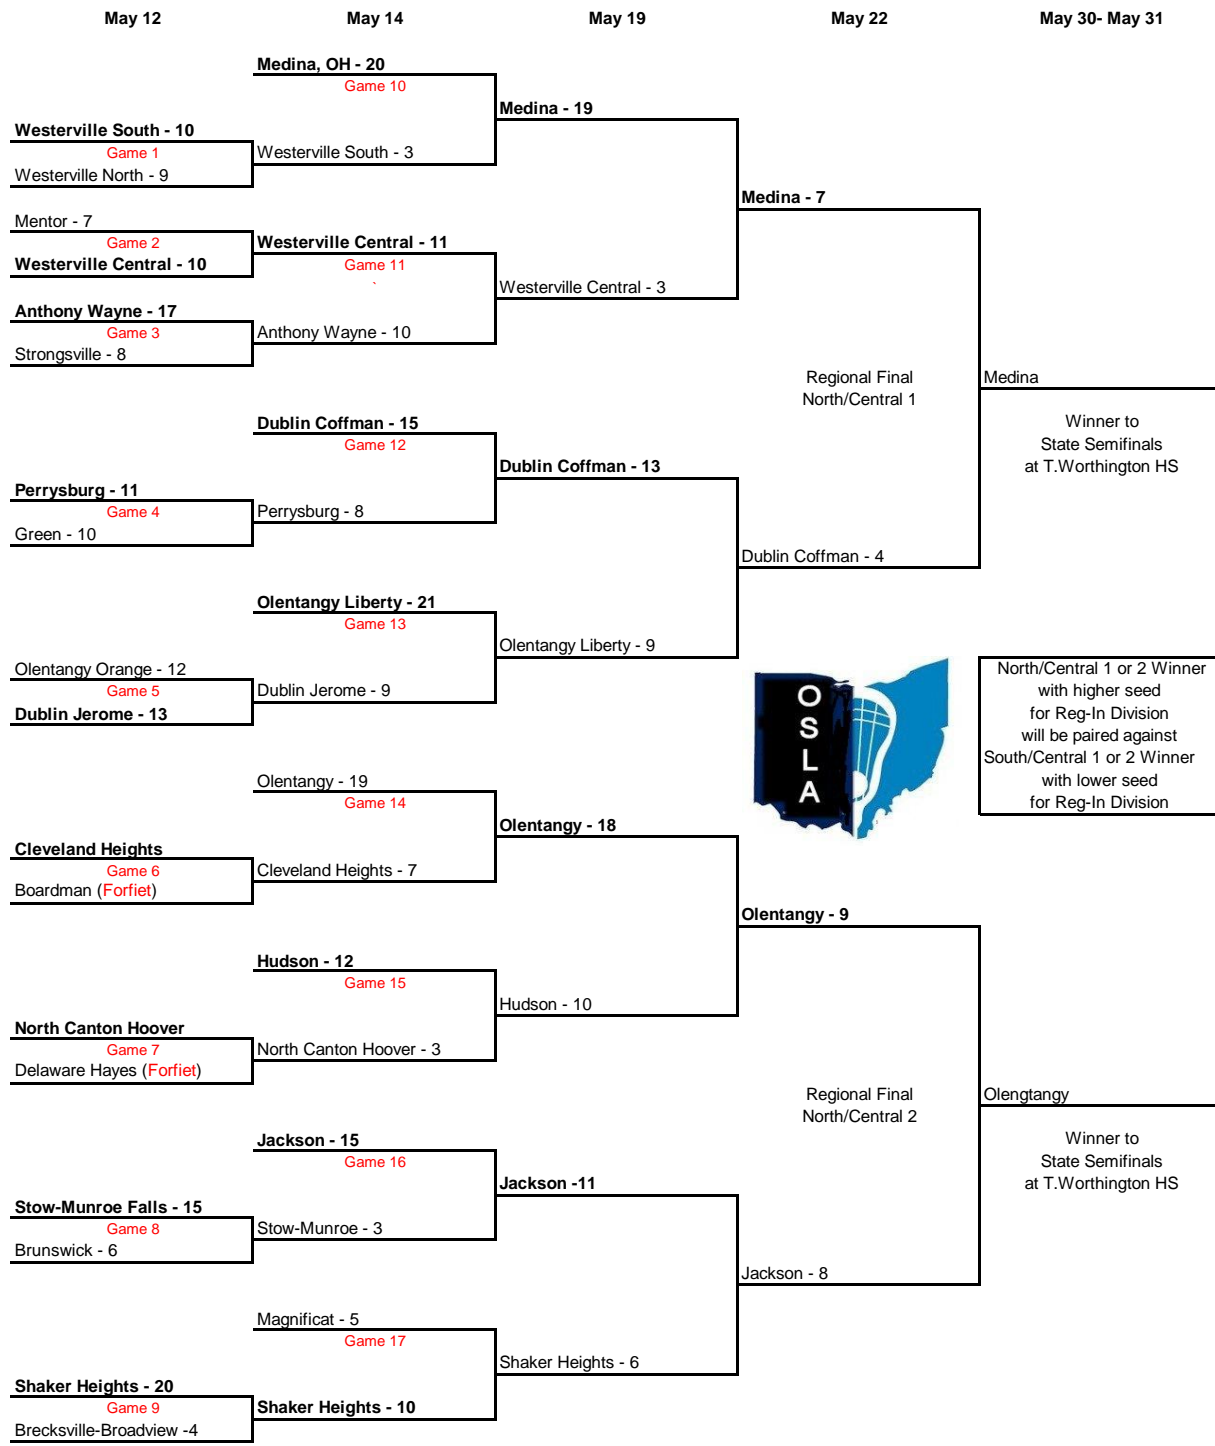 May 12
May 14
May 19
May 22
May 30- May 31
Medina, OH - 20
Game 10
Medina - 19
Westerville South - 10
Game 1
Westerville South - 3
Westerville North - 9
Medina - 7
Mentor - 7
Game 2
Westerville Central - 11
Westerville Central - 10
Game 11
`
Westerville Central - 3
Anthony Wayne - 17
Game 3
Anthony Wayne - 10
Strongsville - 8
Regional Final
North/Central 1
Medina
Winner to
State Semifinals
at T.Worthington HS
Dublin Coffman - 15
Game 12
Dublin Coffman - 13
Perrysburg - 11
Game 4
Perrysburg - 8
Green - 10
Dublin Coffman - 4
Olentangy Liberty - 21
Game 13
Olentangy Liberty - 9
Olentangy Orange - 12
Game 5
Dublin Jerome - 9
Dublin Jerome - 13
O
S
L
A
North/Central 1 or 2 Winner
with higher seed
for Reg-In Division
will be paired against
South/Central 1 or 2 Winner
with lower seed
for Reg-In Division
Olentangy - 19
Game 14
Olentangy - 18
Cleveland Heights
Game 6
Cleveland Heights - 7
Boardman (Forfiet)
Olentangy - 9
Hudson - 12
Game 15
Hudson - 10
North Canton Hoover
Game 7
North Canton Hoover - 3
Delaware Hayes (Forfiet)
Regional Final
North/Central 2
Olengtangy
Winner to
State Semifinals
at T.Worthington HS
Jackson - 15
Game 16
Jackson -11
Stow-Munroe Falls - 15
Game 8
Stow-Munroe - 3
Brunswick - 6
Jackson - 8
Magnificat - 5
Game 17
Shaker Heights - 6
Shaker Heights - 20
Game 9
Shaker Heights - 10
Brecksville-Broadview -4